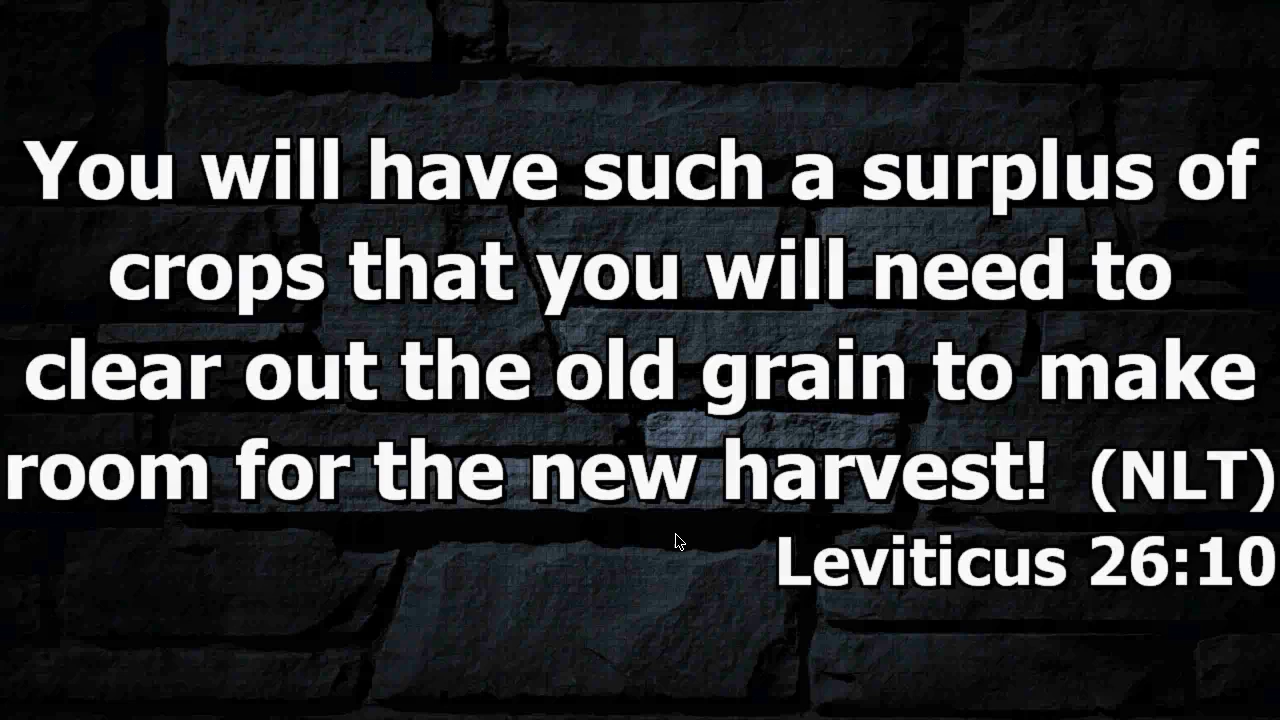 You will have such a surplus of
crops that you will need to
clear out the old grain to make
room for the new harvest! (NLT)
Leviticus 26:10